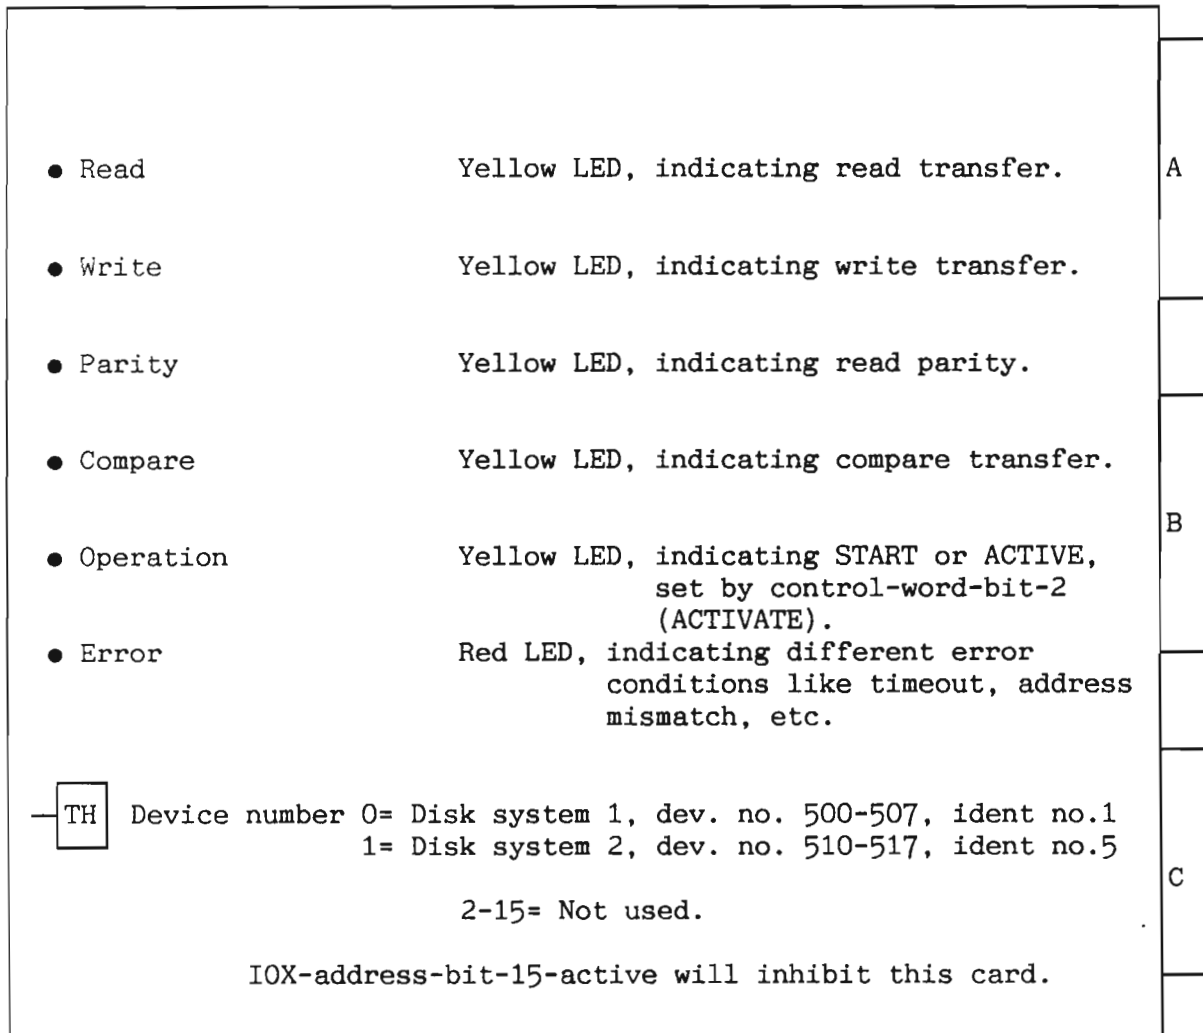 ● Read Yellow LED, indicating read transfer.
A
● Write Yellow LED, indicating write transfer.
● Parity Yellow LED, indicating read parity.
● Compare Yellow LED, indicating compare transfer.
B
● Operation Yellow LED, indicating START or ACTIVE,
set by control-word-bit-2
(ACTIVATE).
● Error Red LED, indicating different error
conditions like timeout, address
mismatch, etc.
TH Device number 0= Disk system 1, dev. no. 500-507, ident no.1
1= Disk system 2, dev. no. 510-517, ident no.5
C
2-15= Not used.
IOX-address-bit-15-active will inhibit this card.